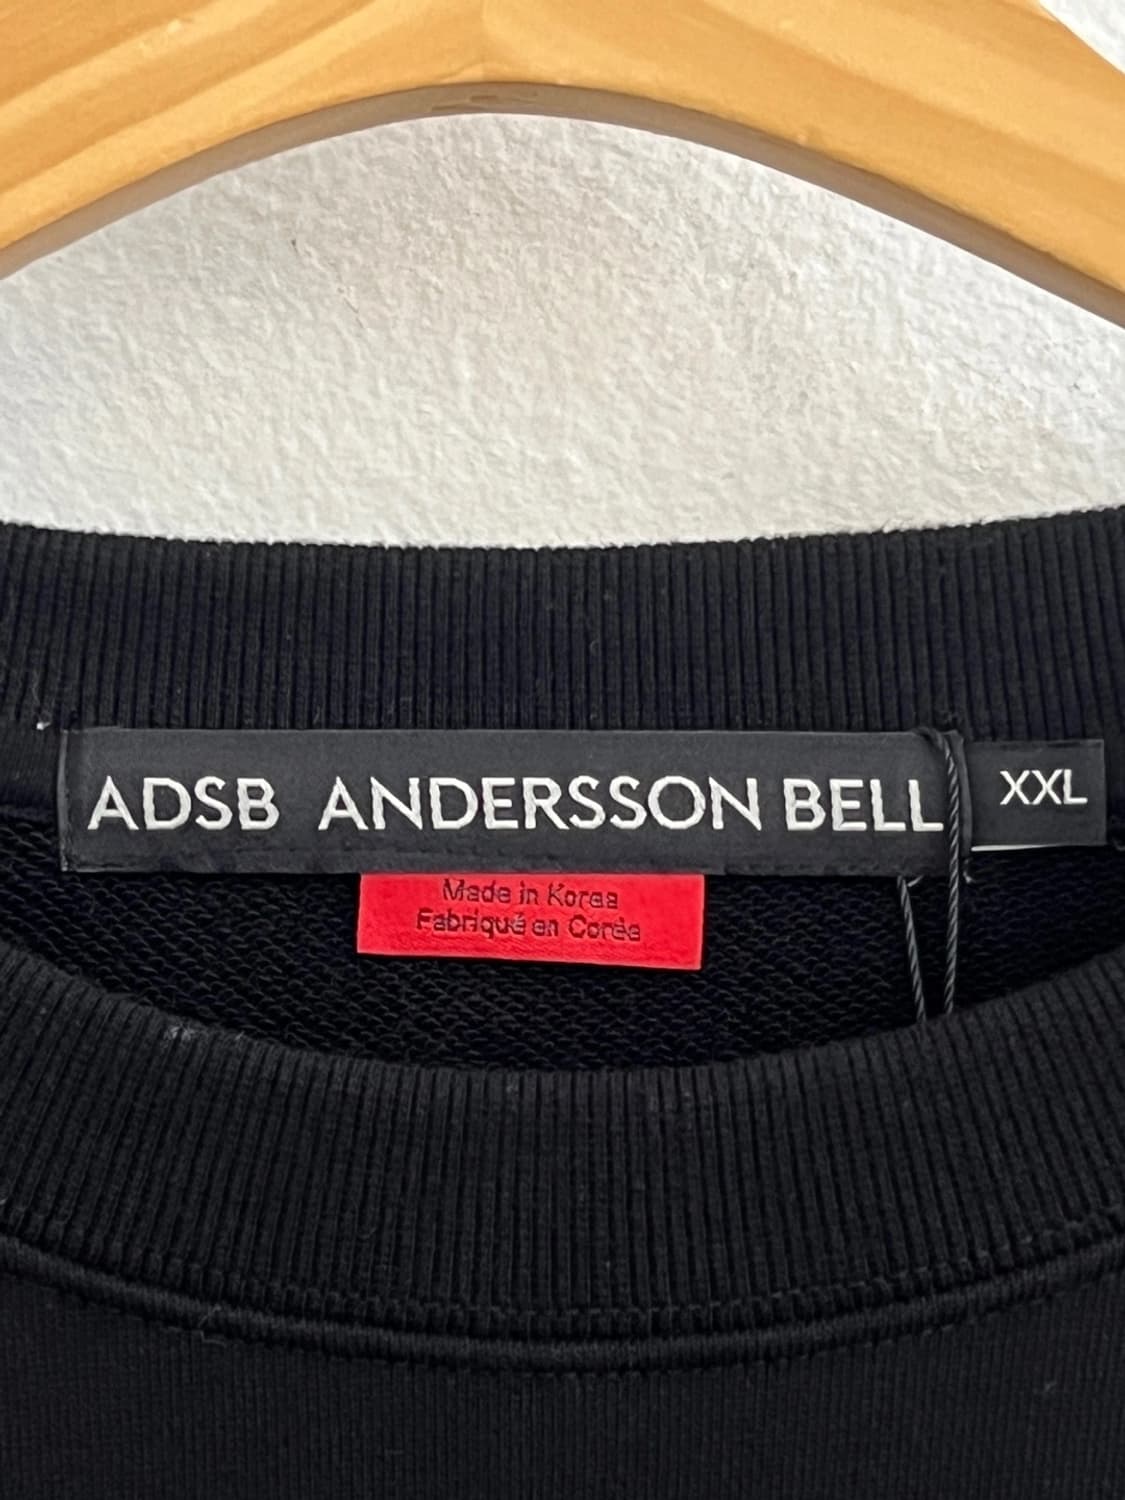 ADSB ANDERSSON BELL
XXL
Made in Korea
Fabriqué en Corée